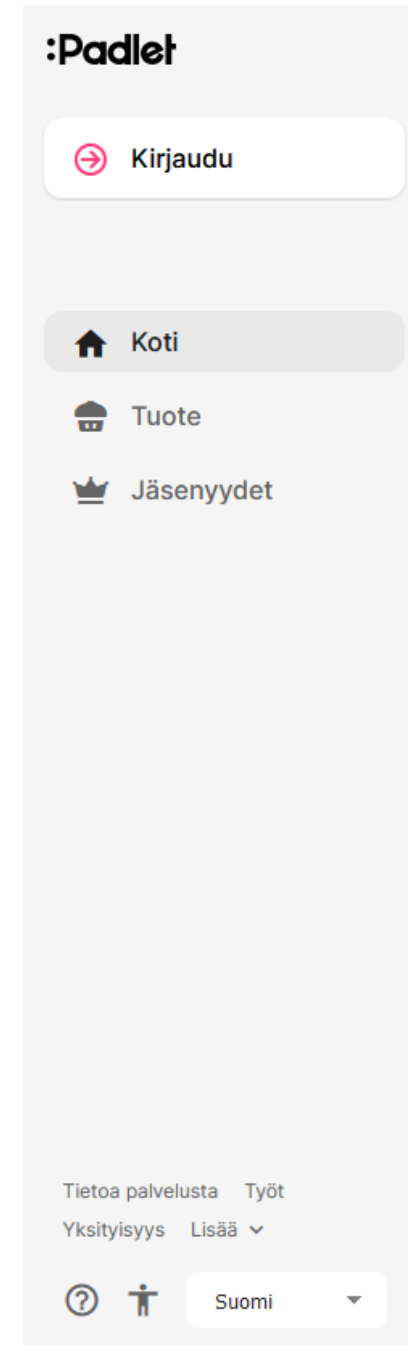 :Padlet
Kirjaudu
Koti
Tuote
Jäsenyydet
Tietoa palvelusta Työt
Yksityisyys Lisää
Suomi